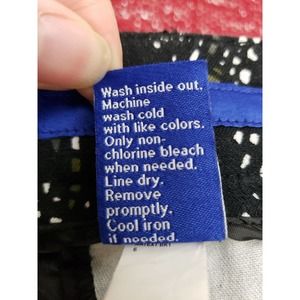 Wash inside out.
Machine
wash cold
with like colors.
Only non-
chlorine bleach
when needed.
Line dry.
Remove
promptly.
Cool iron
if needed.